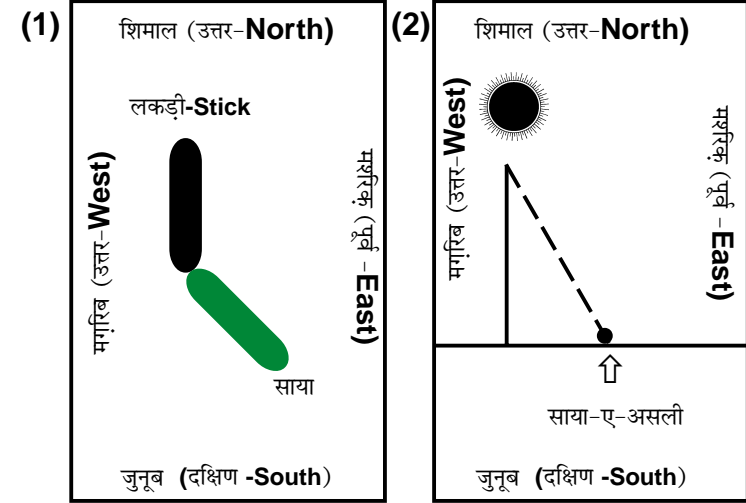 (1)
शिमाल (उत्तर-North)
लकड़ी-Stick
मग़रिब (उत्तर-West)
मशरिक़ (पूर्व -East)
साया
जुनूब (दक्षिण -South)
(2)
शिमाल (उत्तर-North)
मग़रिब (उत्तर-West)
मशरिक़ (पूर्व -East)
साया-ए-असली
जुनूब (दक्षिण -South)